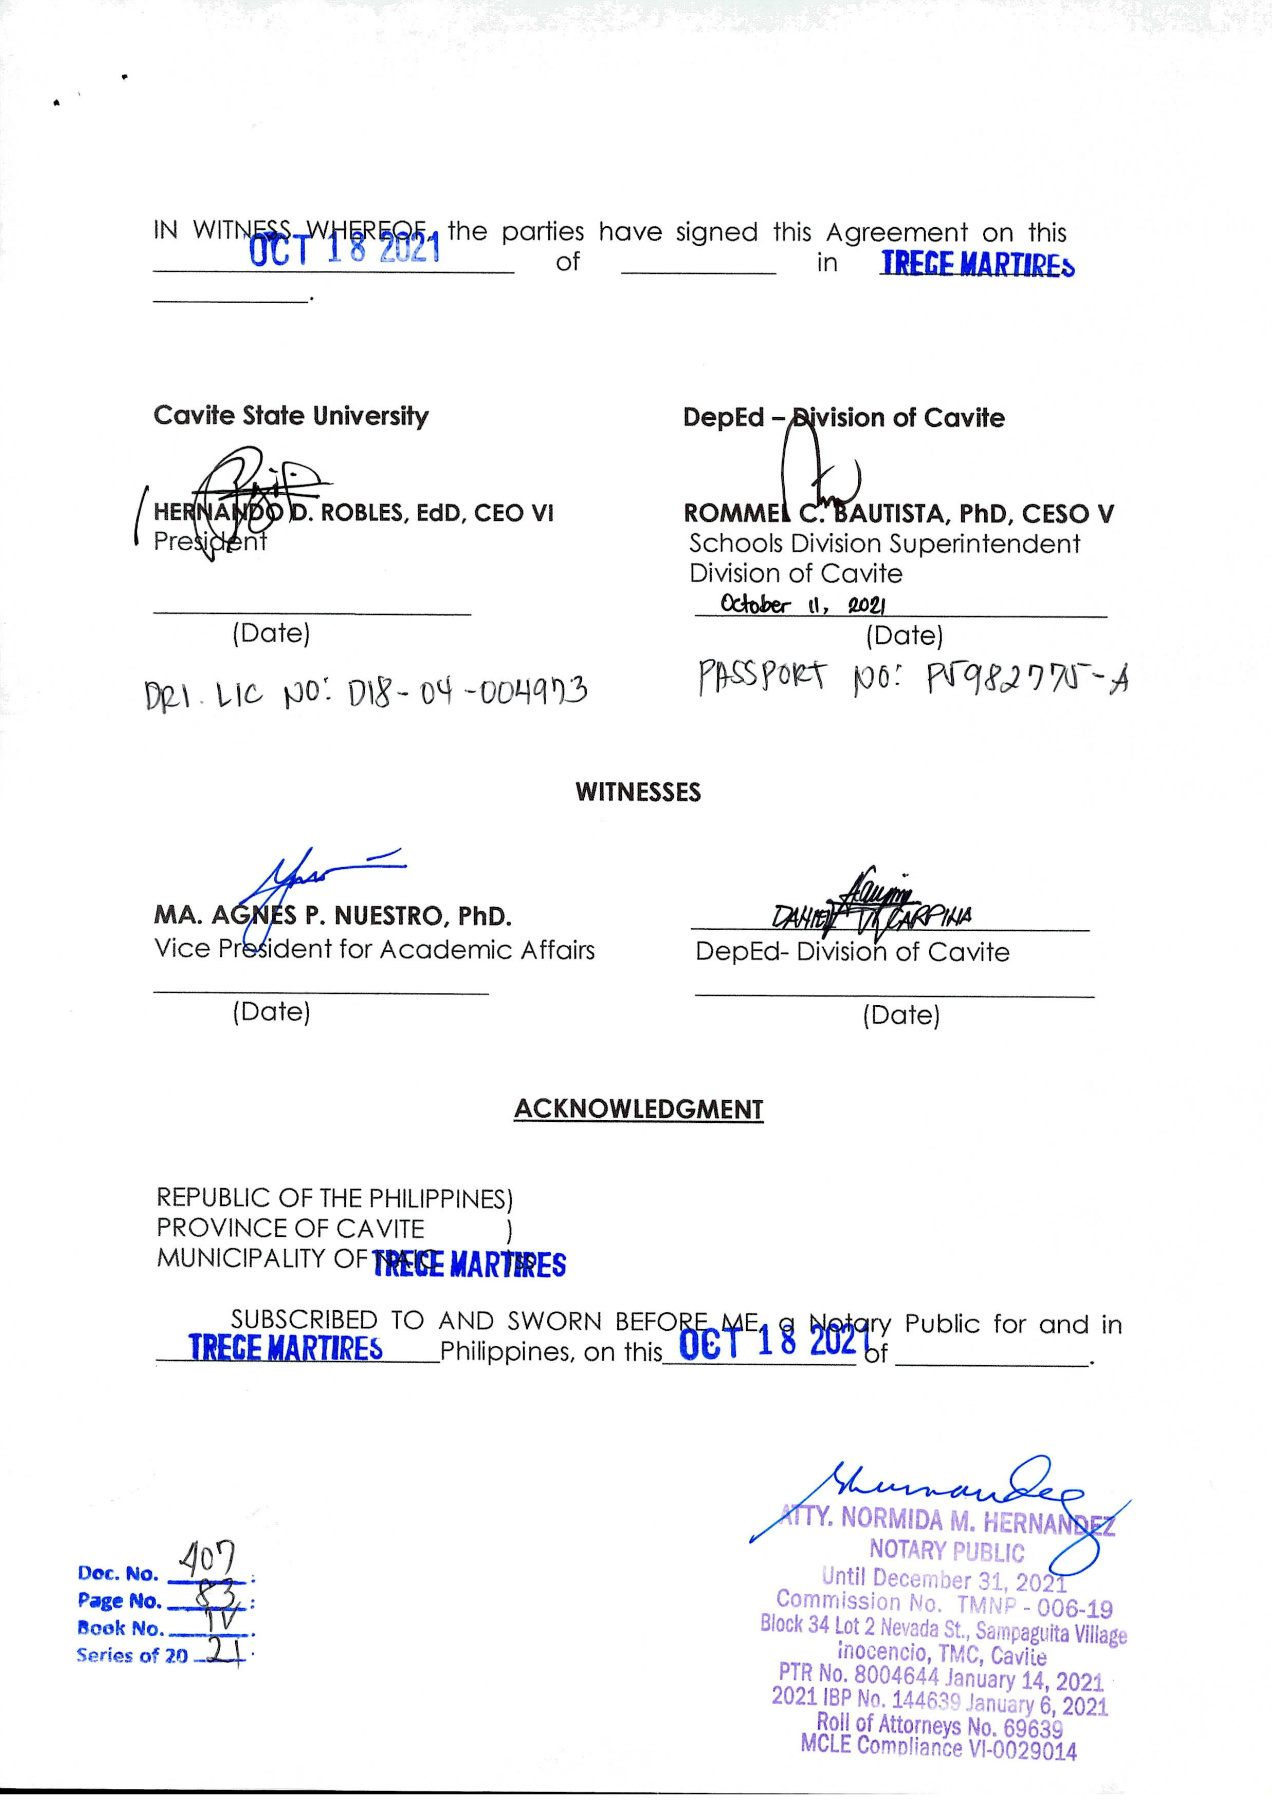 IN WITNESS WHEREOF, the parties have signed this Agreement on this
OCT 18 2021 of in TRECE MARTIRES
.
Cavite State University
DepEd – Division of Cavite
HERNANDO D. ROBLES, EdD, CEO VI
President
ROMMEL C. BAUTISTA, PhD, CESO V
Schools Division Superintendent
Division of Cavite
October 11, 2021
(Date)
(Date)
DRI. LIC NO: D18-04-004973
PASSPORT NO: P5982775-A
WITNESSES
MA. AGNES P. NUESTRO, PhD.
Vice President for Academic Affairs
(Date)
DepEd- Division of Cavite
(Date)
ACKNOWLEDGMENT
REPUBLIC OF THE PHILIPPINES)
PROVINCE OF CAVITE )
MUNICIPALITY OF TRECE MARTIRES
SUBSCRIBED TO AND SWORN BEFORE ME, a Notary Public for and in
TRECE MARTIRES Philippines, on this OCT 18 2021 of .
Doc. No. 407 :
Page No. 83 :
Book No. IV :
Series of 20 21 .
ATTY. NORMIDA M. HERNANDEZ
NOTARY PUBLIC
Until December 31, 2021
Commission No. TMNP - 006-19
Block 34 Lot 2 Nevada St., Sampaguita Village
Inocencio, TMC, Cavite
PTR No. 8004644 January 14, 2021
2021 IBP No. 144639 January 6, 2021
Roll of Attorneys No. 69639
MCLE Compliance VI-0029014